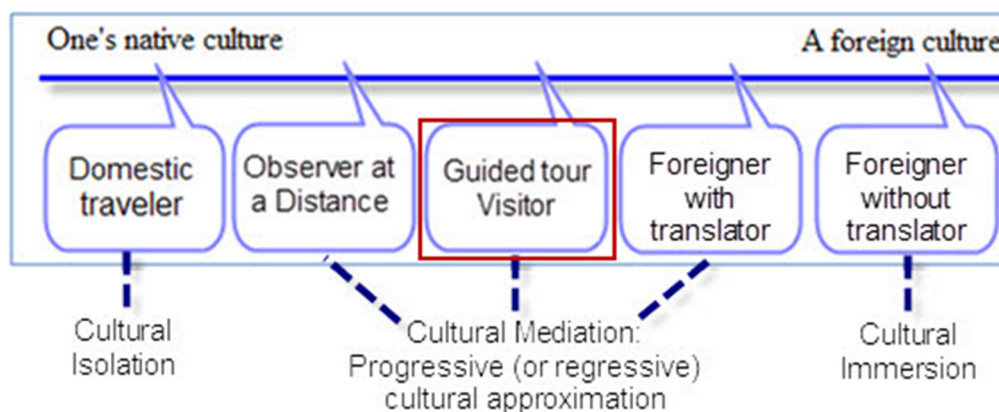 One's native culture
A foreign culture
Domestic
traveler
Observer at
a Distance
Guided tour
Visitor
Foreigner
with
translator
Foreigner
without
translator
Cultural
Isolation
Cultural Mediation:
Progressive (or regressive)
cultural approximation
Cultural
Immersion